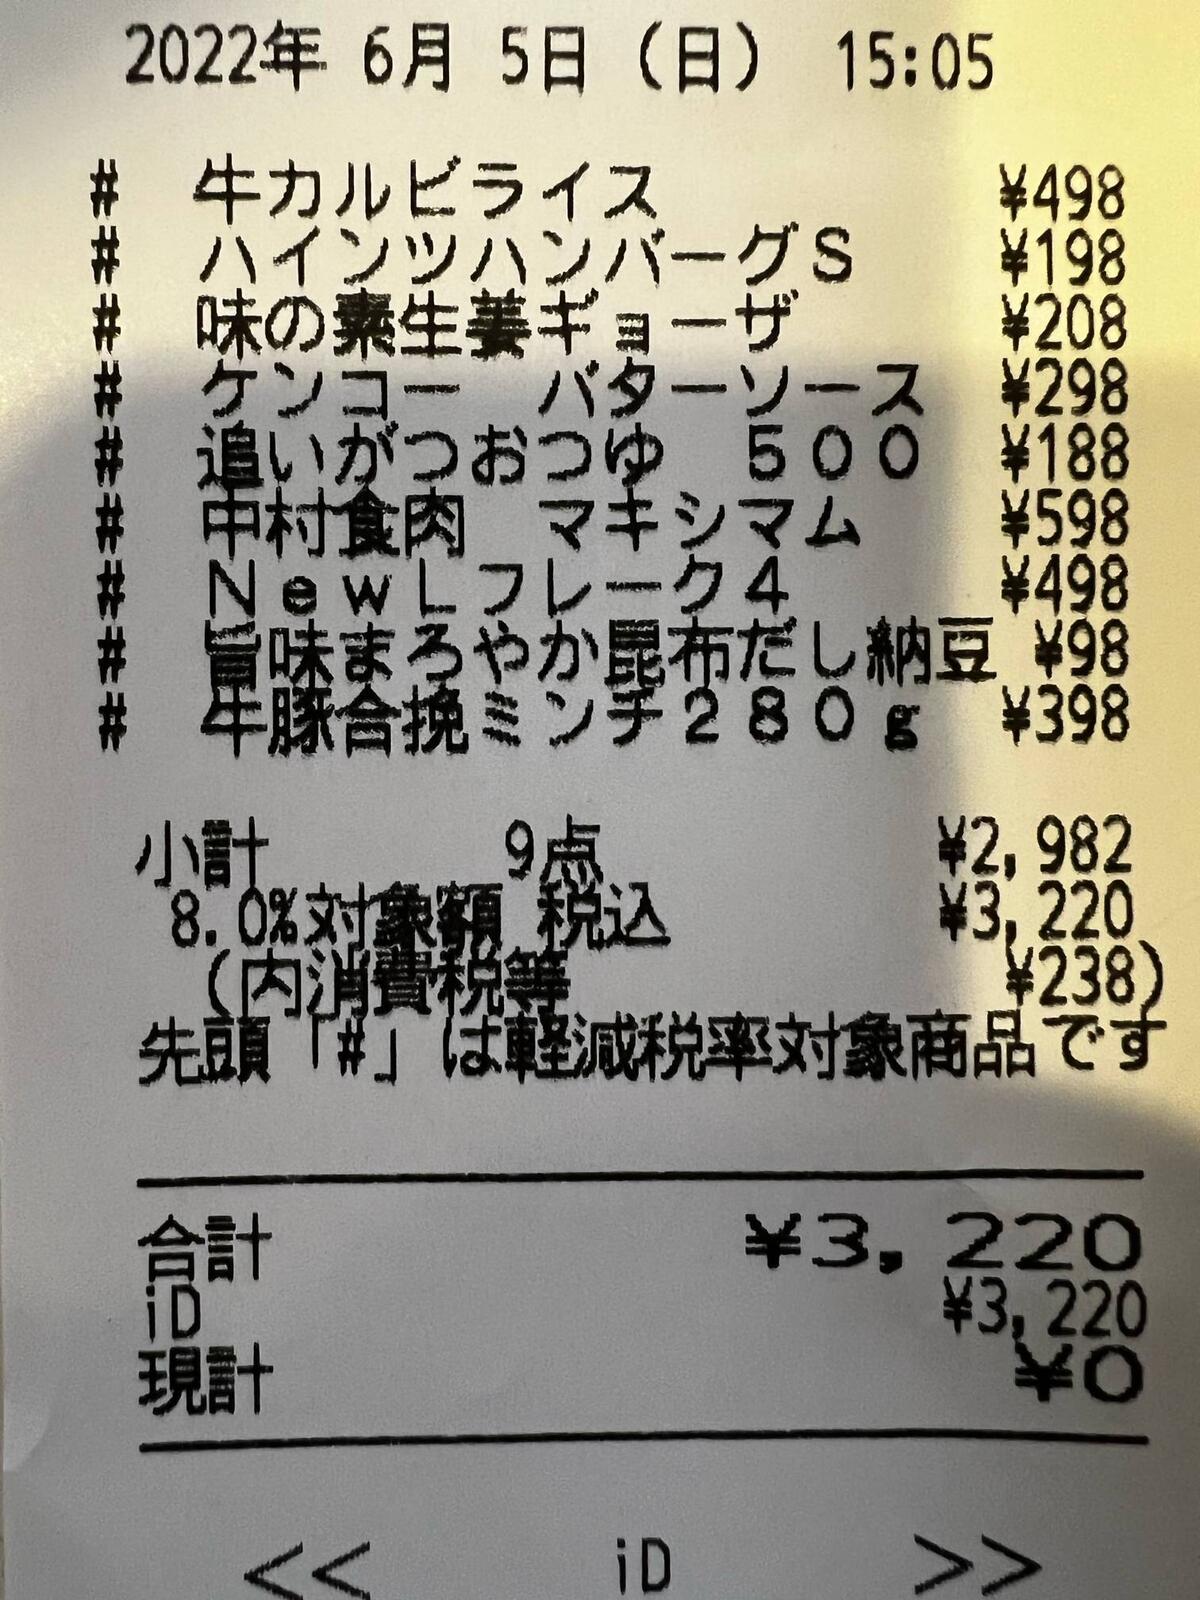 2022年 6月 5日（日） 15:05
# 牛カルビライス ¥498
# ハインツハンバーグS ¥198
# 味の素生姜ギョーザ ¥208
# ケンコー バターソース ¥298
# 追いがつおつゆ 500 ¥188
# 中村食肉 マキシマム ¥598
# NewLフレーク4 ¥498
# 旨味まろやか昆布だし納豆 ¥98
# 牛豚合挽ミンチ280g ¥398
小計 9点 ¥2,982
8.0%対象額 税込 ¥3,220
(内消費税等 ¥238)
先頭「#」は軽減税率対象商品です
合計 ¥3,220
iD ¥3,220
現計 ¥0
<< iD >>